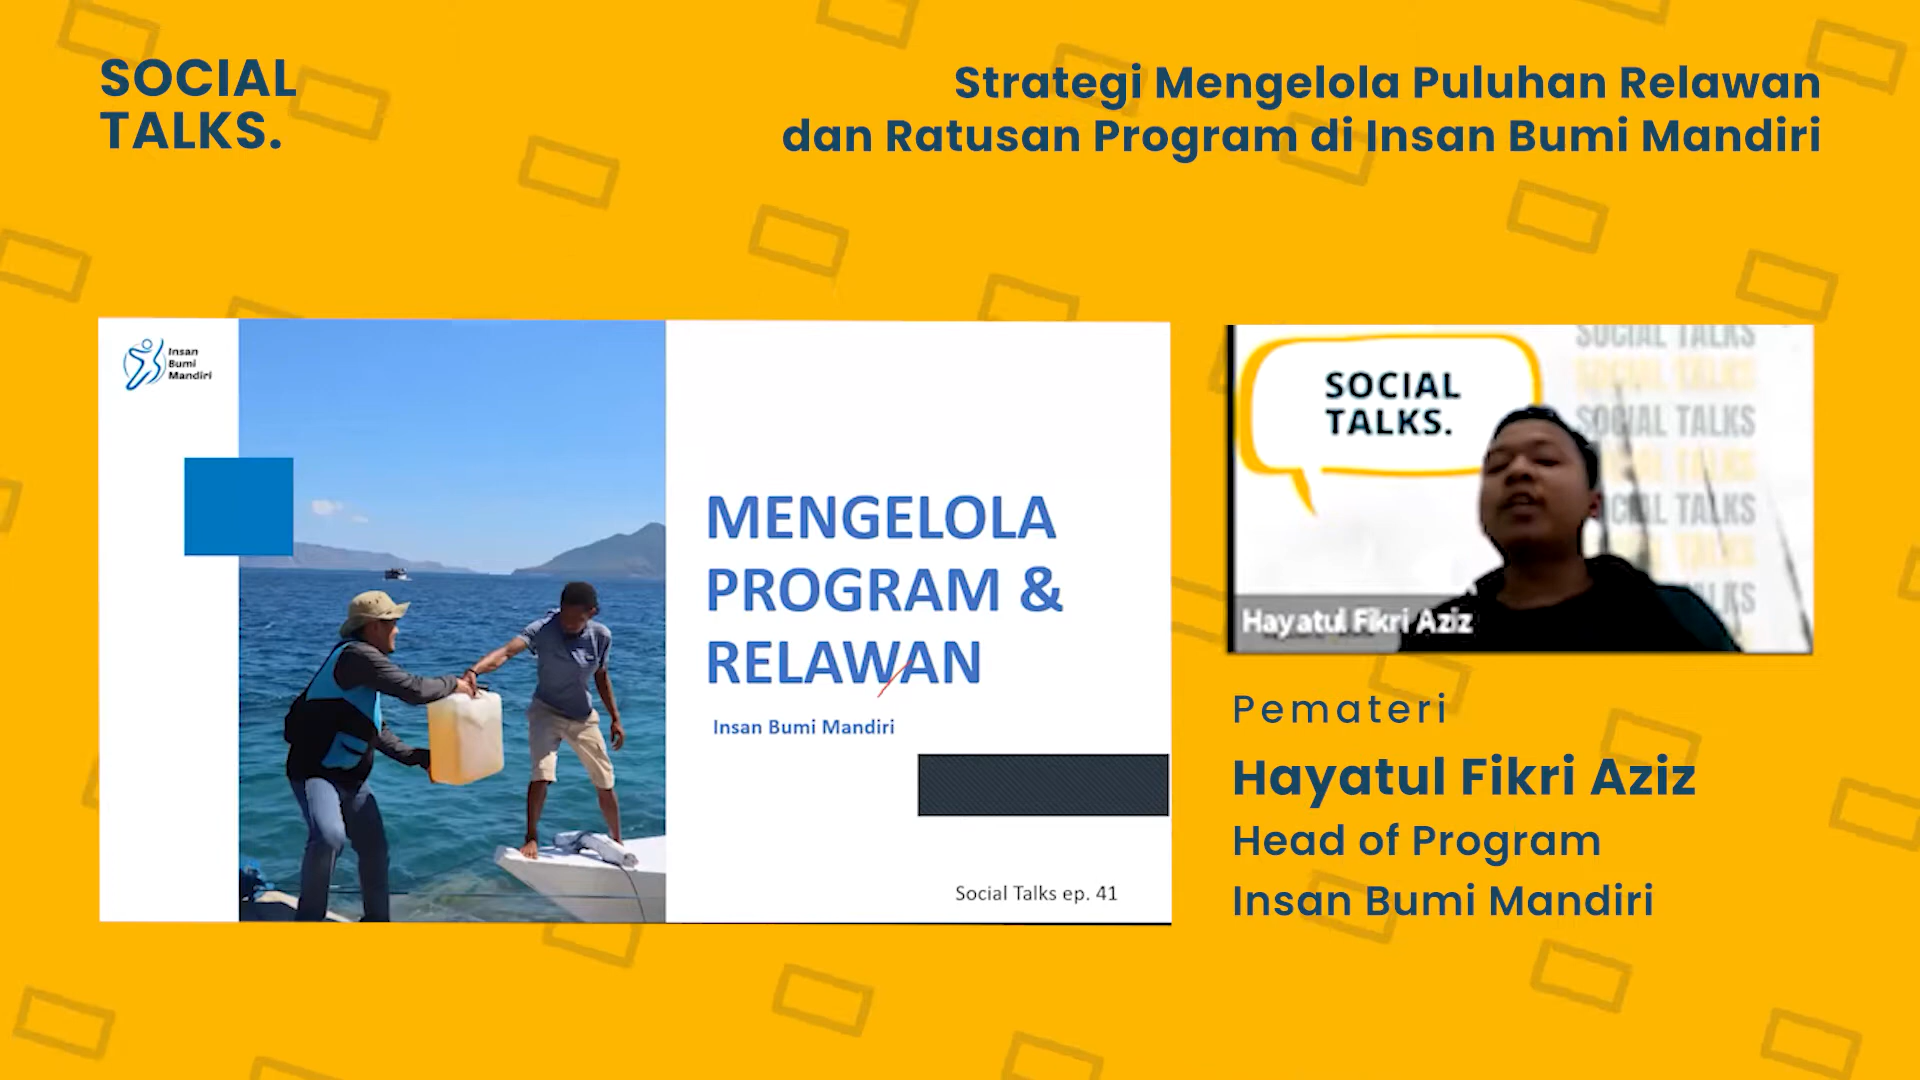 SOCIAL
TALKS.
Strategi Mengelola Puluhan Relawan
dan Ratusan Program di Insan Bumi Mandiri
Insan
Bumi
Mandiri
MENGELOLA
PROGRAM &
RELAWAN
Insan Bumi Mandiri
Social Talks ep. 41
SOCIAL
TALKS.
SOCIAL TALKS
SOCIAL TALKS
SOCIAL TALKS
Hayatul Fikri Aziz
Pemateri
Hayatul Fikri Aziz
Head of Program
Insan Bumi Mandiri